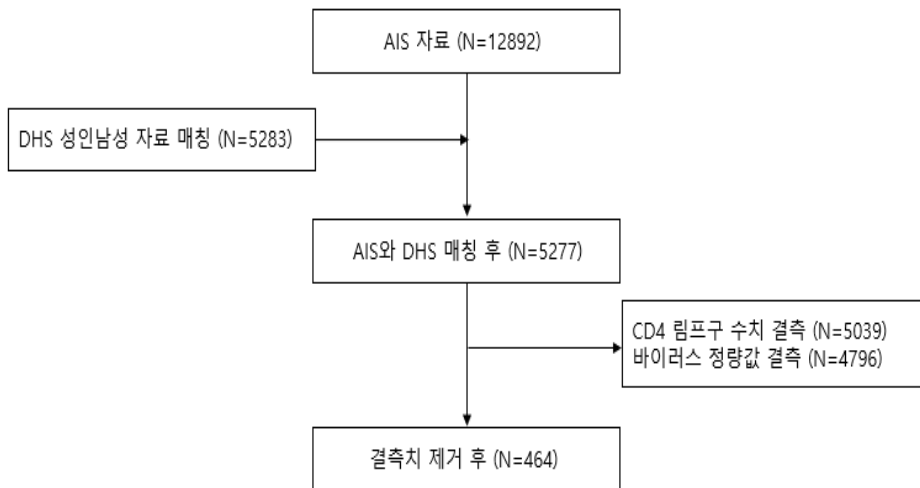 AIS 자료 (N=12892)
DHS 성인남성 자료 매칭 (N=5283)
AIS와 DHS 매칭 후 (N=5277)
CD4 림프구 수치 결측 (N=5039)
바이러스 정량값 결측 (N=4796)
결측치 제거 후 (N=464)